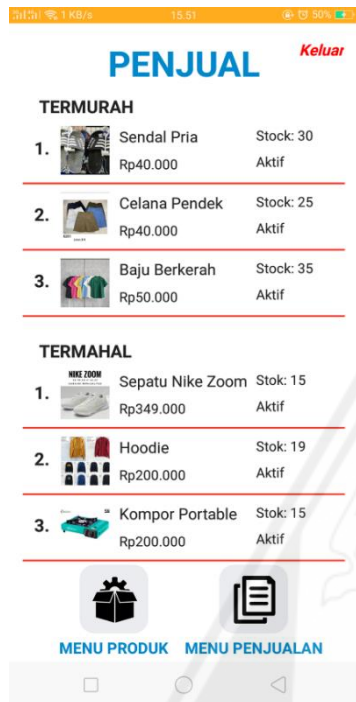 1 KB/s 15.51 50%
Keluar
PENJUAL
TERMURAH
1. Sendal Pria Stock: 30
Rp40.000 Aktif
2. Celana Pendek Stock: 25
Rp40.000 Aktif
3. Baju Berkerah Stock: 35
Rp50.000 Aktif
TERMAHAL
NIKE ZOOM
1. Sepatu Nike Zoom Stok: 15
Rp349.000 Aktif
2. Hoodie Stok: 19
Rp200.000 Aktif
3. Kompor Portable Stok: 15
Rp200.000 Aktif
MENU PRODUK MENU PENJUALAN